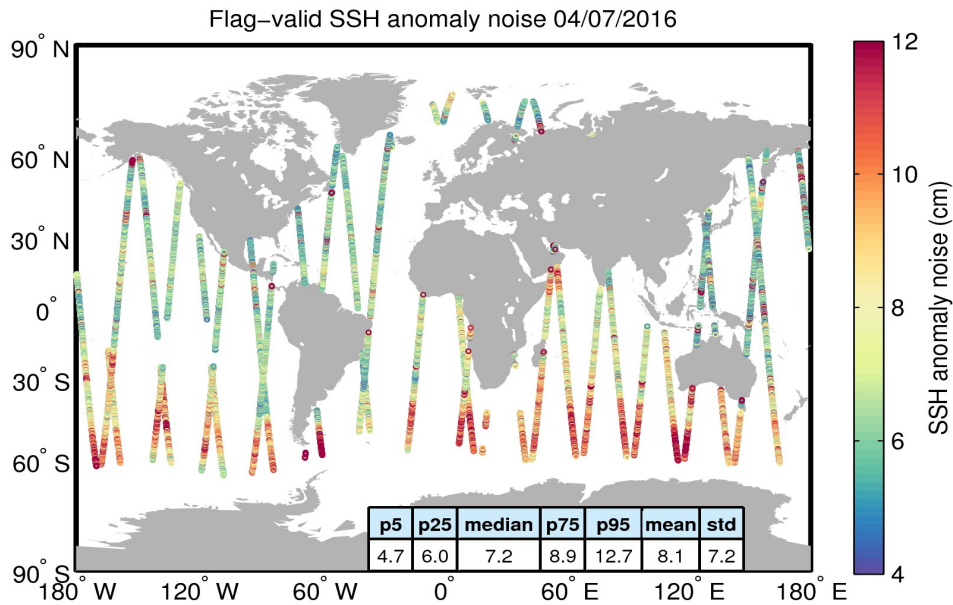 Flag−valid SSH anomaly noise 04/07/2016
90° N
60° N
30° N
0°
30° S
60° S
90° S
180° W 120° W 60° W 0° 60° E 120° E 180° E
p5 p25 median p75 p95 mean std
4.7 6.0 7.2 8.9 12.7 8.1 7.2
12
10
8
6
4
SSH anomaly noise (cm)